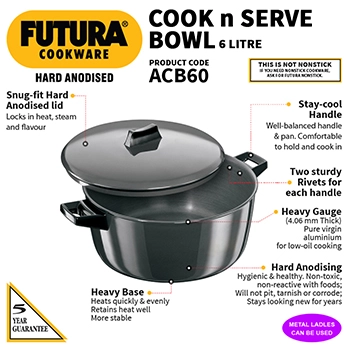 FUTURA®
COOKWARE
HARD ANODISED
COOK n SERVE
BOWL 6 LITRE
PRODUCT CODE
ACB60
THIS IS NOT NONSTICK
IF YOU NEED NONSTICK COOKWARE,
ASK FOR FUTURA NONSTICK.
Snug-fit Hard
Anodised lid
Locks in heat, steam
and flavour
Stay-cool
Handle
Well-balanced handle
& pan. Comfortable
to hold and cook in
Two sturdy
Rivets for
each handle
Heavy Gauge
(4.06 mm Thick)
Pure virgin
aluminium
for low-oil cooking
Hard Anodising
Hygienic & healthy. Non-toxic,
non-reactive with foods;
Will not pit, tarnish or corrode;
Stays looking new for years
Heavy Base
Heats quickly & evenly
Retains heat well
More stable
5
YEAR
GUARANTEE
METAL LADLES
CAN BE USED